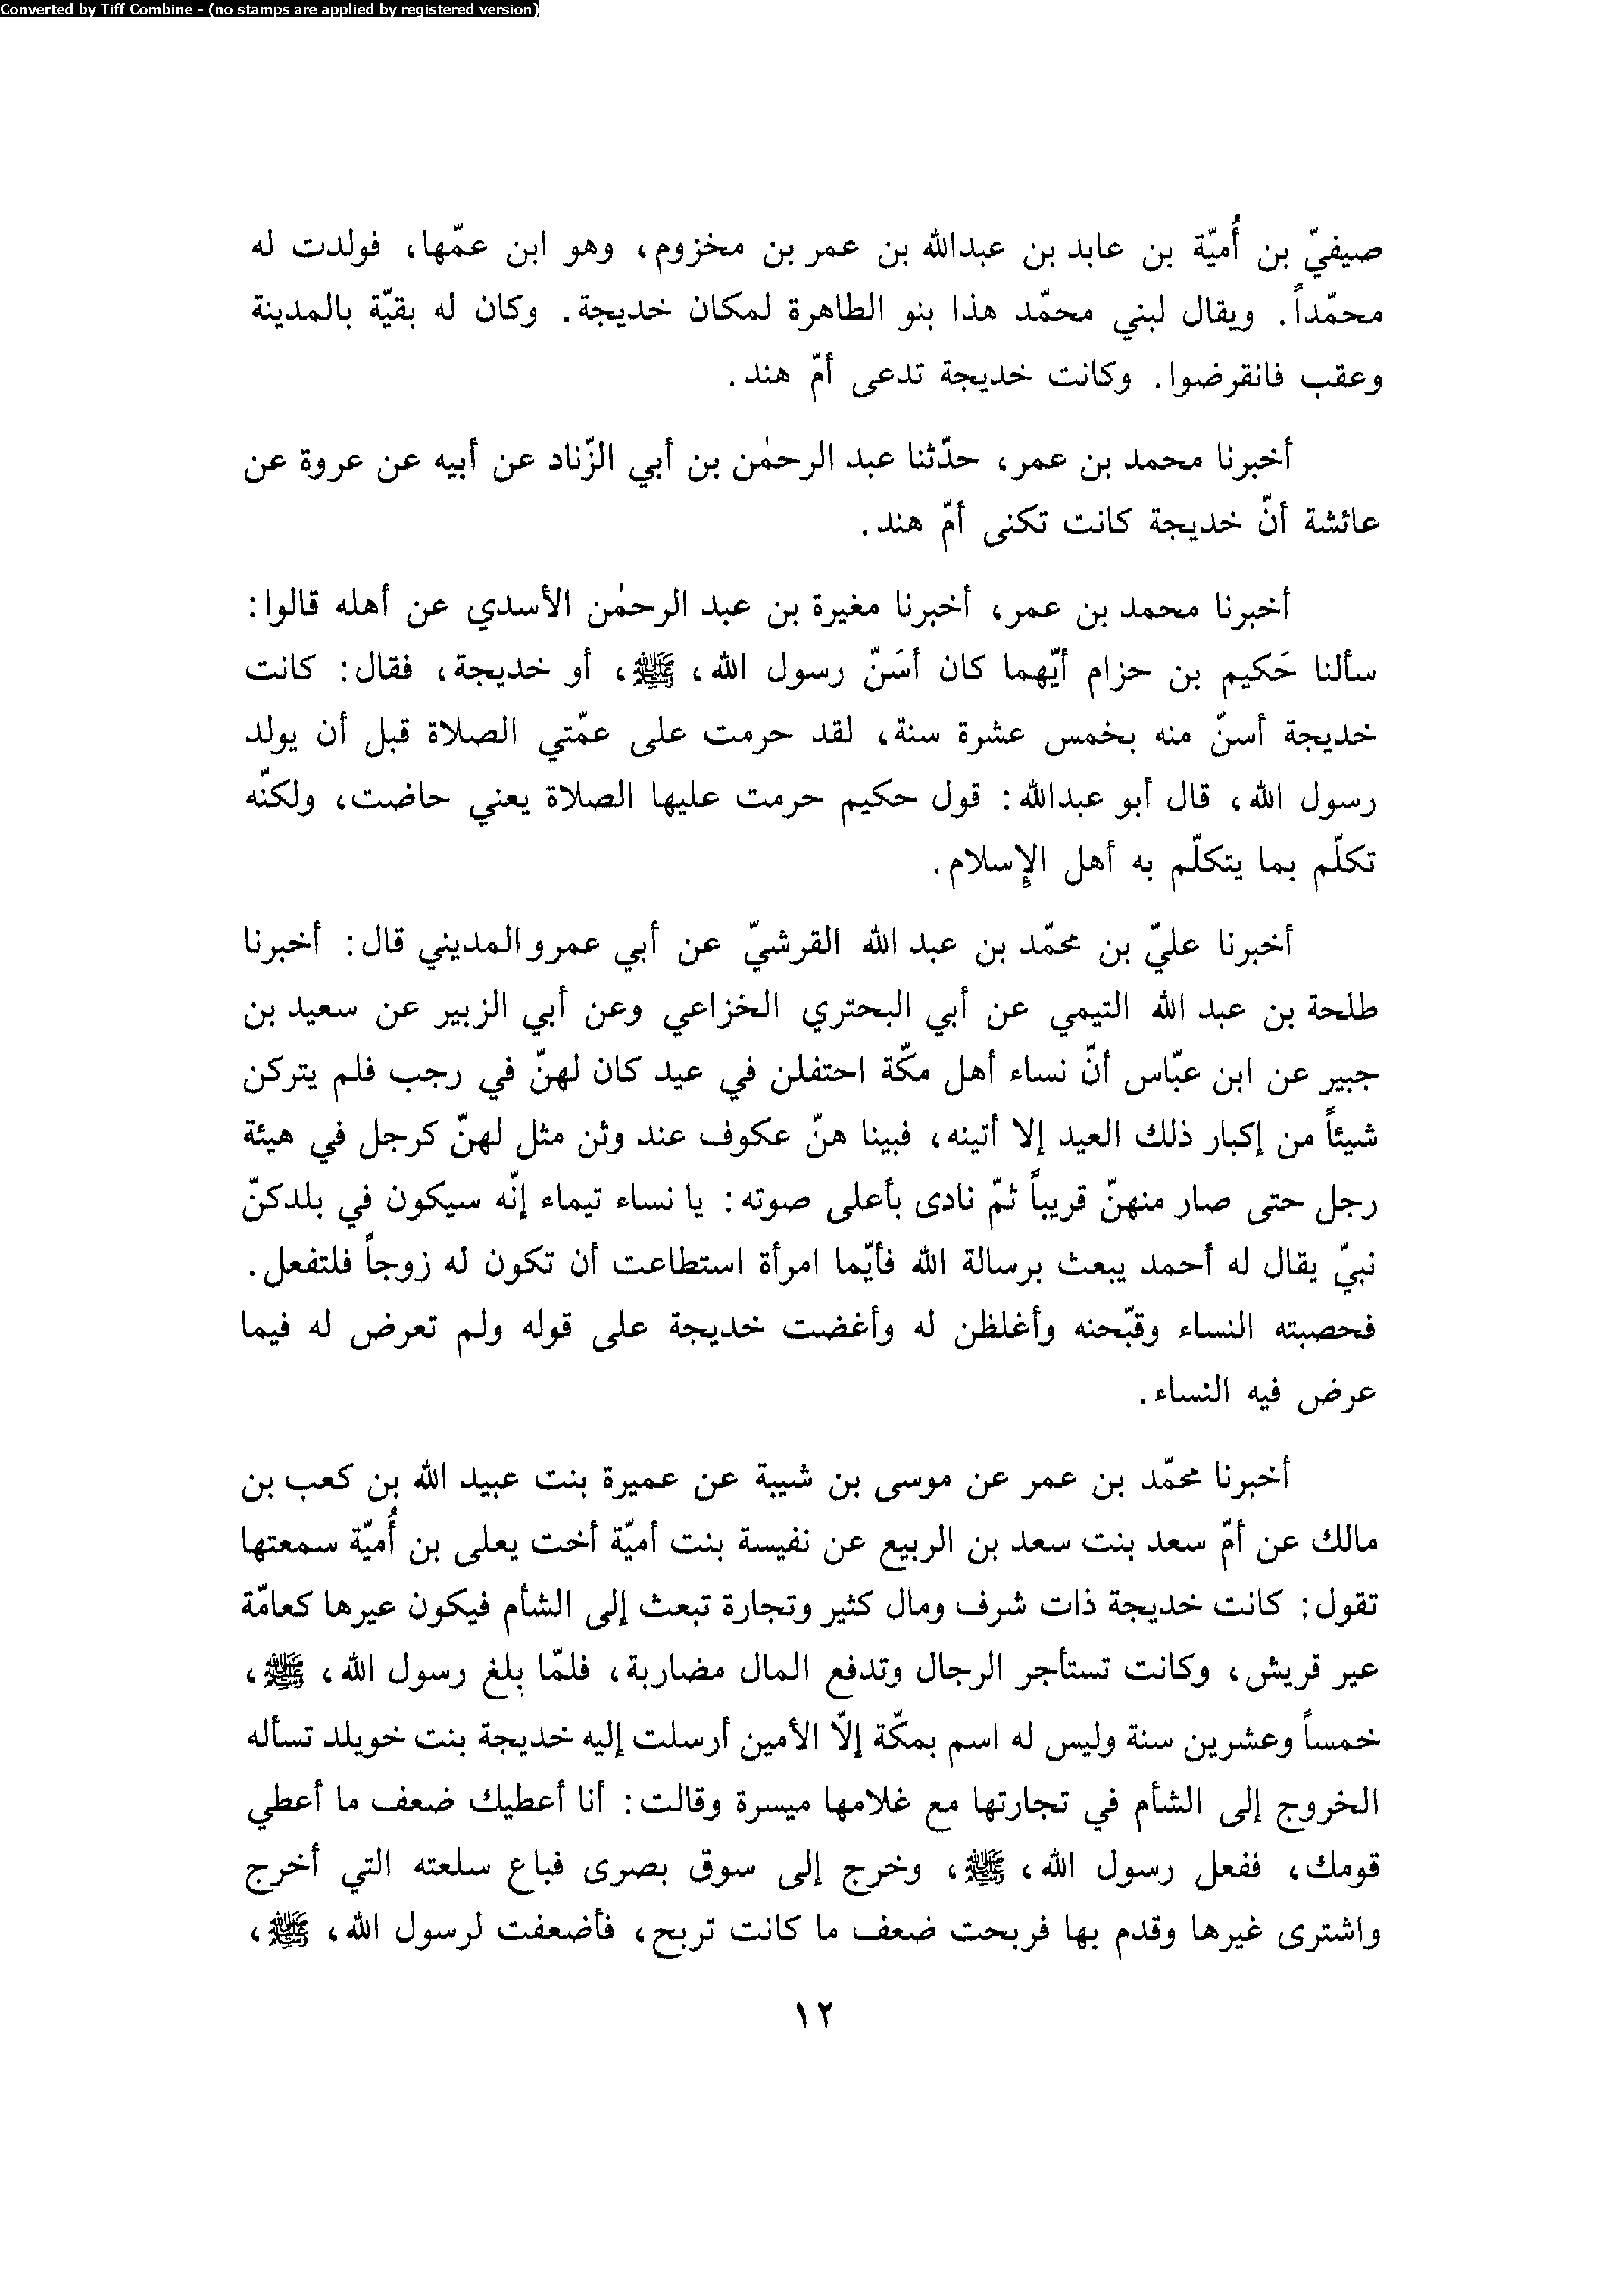 Converted by Tiff Combine - (no stamps are applied by registered version)
صيفيّ بن أُميّة بن عابد بن عبدالله بن عمر بن مخزوم، وهو ابن عمّها، فولدت له
محمّداً. ويقال لبني محمّد هذا بنو الطاهرة لمكان خديجة. وكان له بقيّة بالمدينة
وعقب فانقرضوا. وكانت خديجة تدعى أمّ هند.
أخبرنا محمد بن عمر، حدّثنا عبد الرحمٰن بن أبي الزّناد عن أبيه عن عروة عن
عائشة أنّ خديجة كانت تكنى أمّ هند.
أخبرنا محمد بن عمر، أخبرنا مغيرة بن عبد الرحمٰن الأسدي عن أهله قالوا:
سألنا حَكيم بن حزام أيّهما كان أسَنّ رسول الله، ﷺ، أو خديجة، فقال: كانت
خديجة أسنّ منه بخمس عشرة سنة، لقد حرمت على عمّتي الصلاة قبل أن يولد
رسول الله، قال أبو عبدالله: قول حكيم حرمت عليها الصلاة يعني حاضت، ولكنّه
تكلّم بما يتكلّم به أهل الإسلام.
أخبرنا عليّ بن محمّد بن عبد الله القرشيّ عن أبي عمرو المديني قال: أخبرنا
طلحة بن عبد الله التيمي عن أبي البحتري الخزاعي وعن أبي الزبير عن سعيد بن
جبير عن ابن عبّاس أنّ نساء أهل مكّة احتفلن في عيد كان لهنّ في رجب فلم يتركن
شيئاً من إكبار ذلك العيد إلا أتينه، فبينا هنّ عكوف عند وثن مثل لهنّ كرجل في هيئة
رجل حتى صار منهنّ قريباً ثمّ نادى بأعلى صوته: يا نساء تيماء إنّه سيكون في بلدكنّ
نبيّ يقال له أحمد يبعث برسالة الله فأيّما امرأة استطاعت أن تكون له زوجاً فلتفعل.
فحصبته النساء وقبّحنه وأغلظن له وأغضت خديجة على قوله ولم تعرض له فيما
عرض فيه النساء.
أخبرنا محمّد بن عمر عن موسى بن شيبة عن عميرة بنت عبيد الله بن كعب بن
مالك عن أمّ سعد بنت سعد بن الربيع عن نفيسة بنت أميّة أخت يعلى بن أُميّة سمعتها
تقول: كانت خديجة ذات شرف ومال كثير وتجارة تبعث إلى الشأم فيكون عيرها كعامّة
عير قريش، وكانت تستأجر الرجال وتدفع المال مضاربة، فلمّا بلغ رسول الله، ﷺ،
خمساً وعشرين سنة وليس له اسم بمكّة إلّا الأمين أرسلت إليه خديجة بنت خويلد تسأله
الخروج إلى الشأم في تجارتها مع غلامها ميسرة وقالت: أنا أعطيك ضعف ما أعطي
قومك، ففعل رسول الله، ﷺ، وخرج إلى سوق بصرى فباع سلعته التي أخرج
واشترى غيرها وقدم بها فربحت ضعف ما كانت تربح، فأضعفت لرسول الله، ﷺ،
١٢